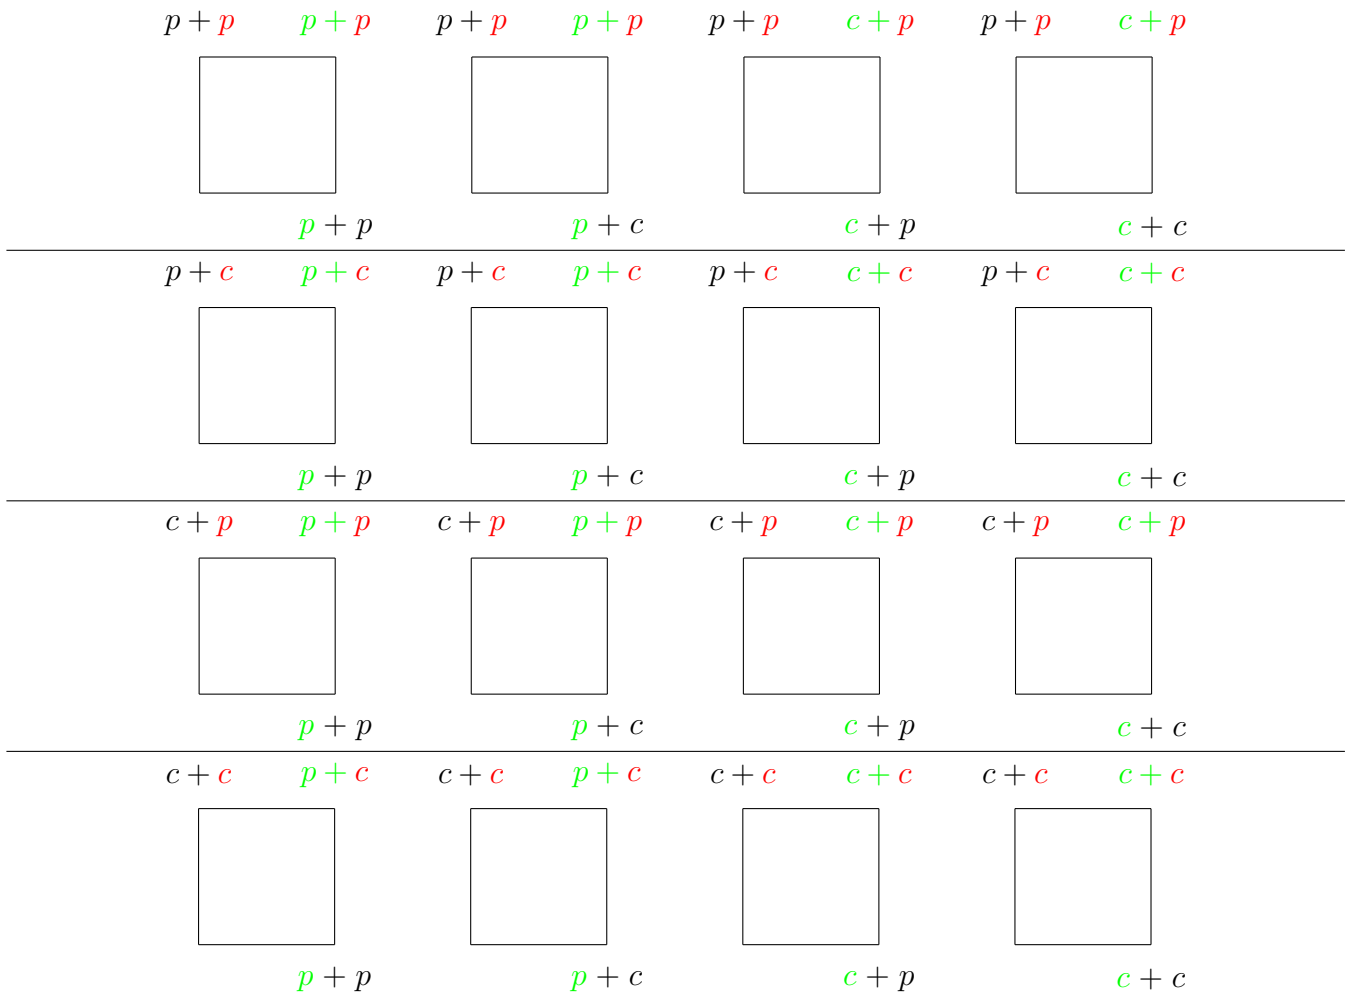 p + p p + p p + p p + p p + p c + p p + p c + p
p + p p + c c + p c + c
p + c p + c p + c p + c p + c c + c p + c c + c
p + p p + c c + p c + c
c + p p + p c + p p + p c + p c + p c + p c + p
p + p p + c c + p c + c
c + c p + c c + c p + c c + c c + c c + c c + c
p + p p + c c + p c + c